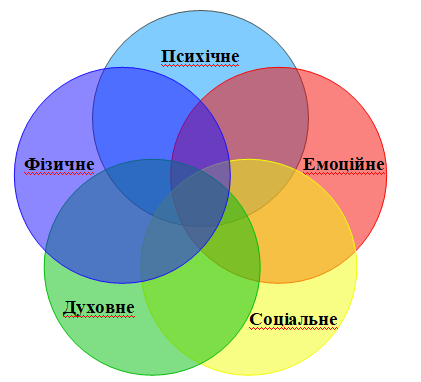 Психічне
Фізичне
Емоційне
Духовне
Соціальне